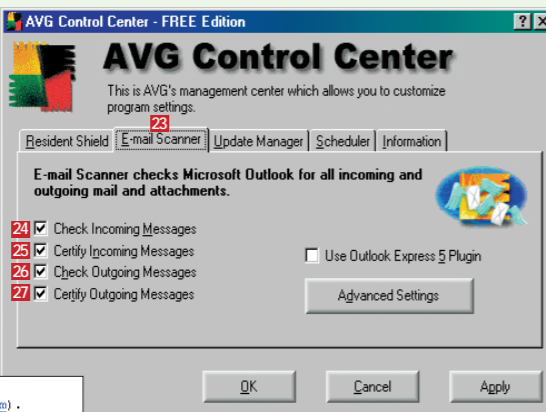 AVG Control Center - FREE Edition
AVG Control Center
This is AVG's management center which allows you to customize
program settings.
23
Resident Shield E-mail Scanner Update Manager Scheduler Information
E-mail Scanner checks Microsoft Outlook for all incoming and
outgoing mail and attachments.
24 Check Incoming Messages
25 Certify Incoming Messages
26 Check Outgoing Messages
27 Certify Outgoing Messages
Use Outlook Express 5 Plugin
Advanced Settings
OK Cancel Apply
m) .